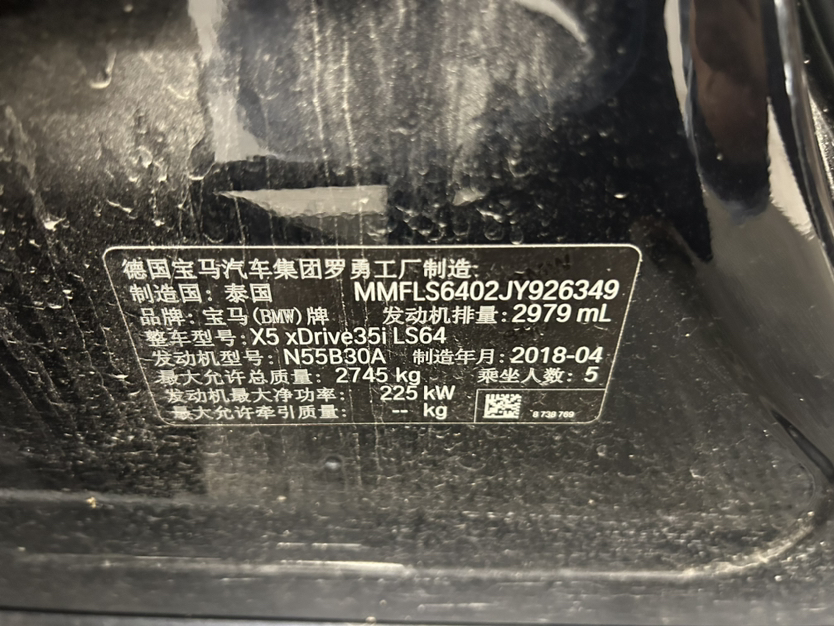 德国宝马汽车集团罗勇工厂制造:
制造国: 泰国 MMFLS6402JY926349
品牌: 宝马(BMW)牌 发动机排量: 2979 mL
整车型号: X5 xDrive35i LS64
发动机型号: N55B30A 制造年月: 2018-04
最大允许总质量: 2745 kg 乘坐人数: 5
发动机最大净功率: 225 kW
最大允许牵引质量: -- kg
8 738 769